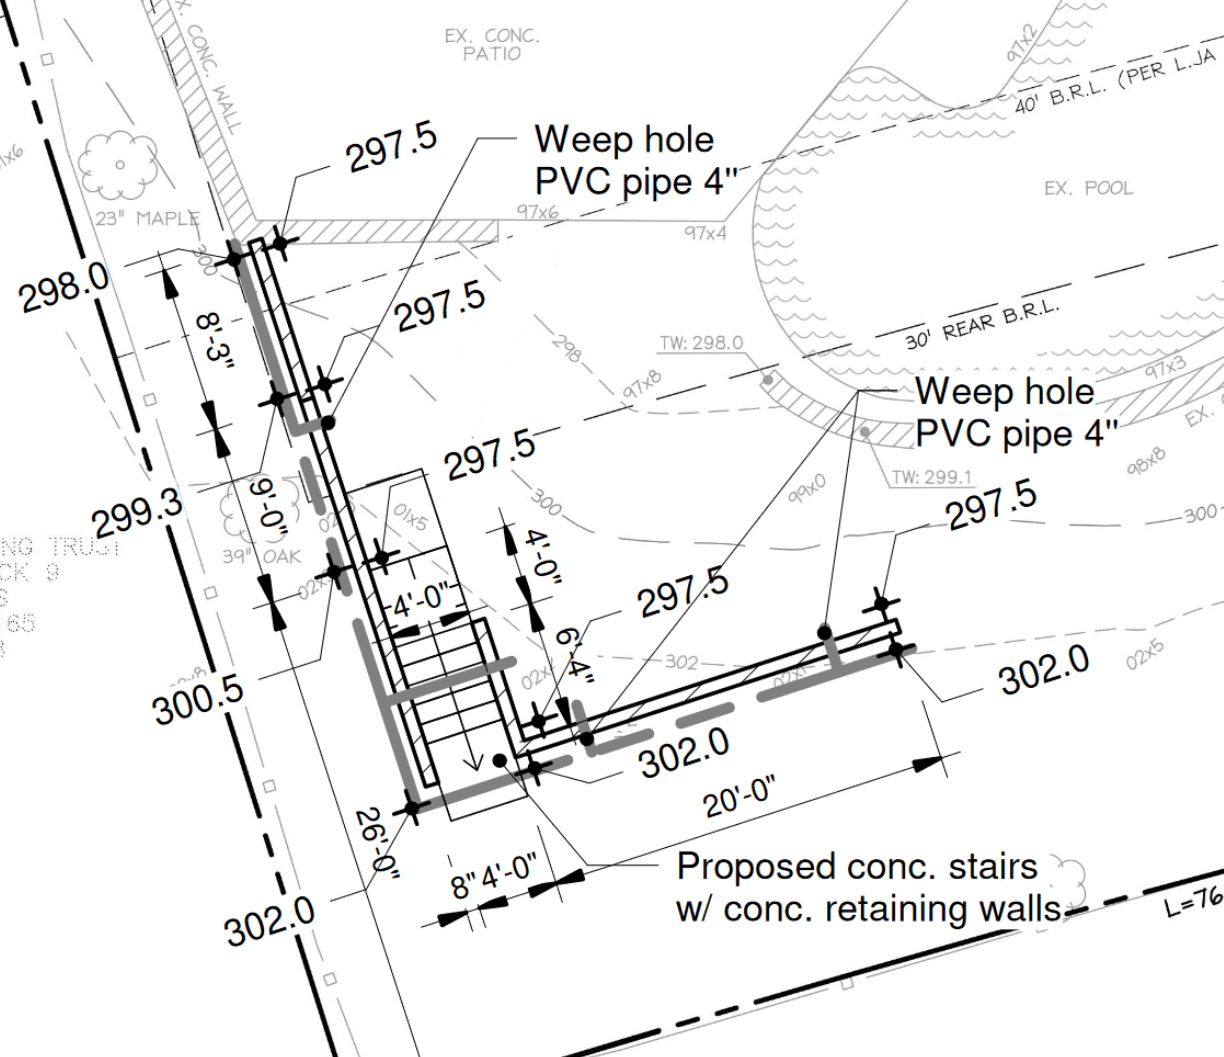 EX. CONC.
PATIO
X. CONC. WALL
97x2
40' B.R.L. (PER L.JA
297.5
Weep hole
PVC pipe 4"
EX. POOL
23" MAPLE
97x6
97x4
300
298.0
8'-3"
297.5
298
TW: 298.0
30' REAR B.R.L.
97x8
97x3
Weep hole
PVC pipe 4"
EX.
297.5
98x8
TW: 299.1
99x0
297.5
299.3
9'-0"
300
01x5
300
39" OAK
NG TRUST
CK 9
65
4'-0"
4'-0"
297.5
6'-4"
302
02x5
302.0
300.5
302.0
20'-0"
26'-0"
8"
4'-0"
Proposed conc. stairs
w/ conc. retaining walls
302.0
L=76